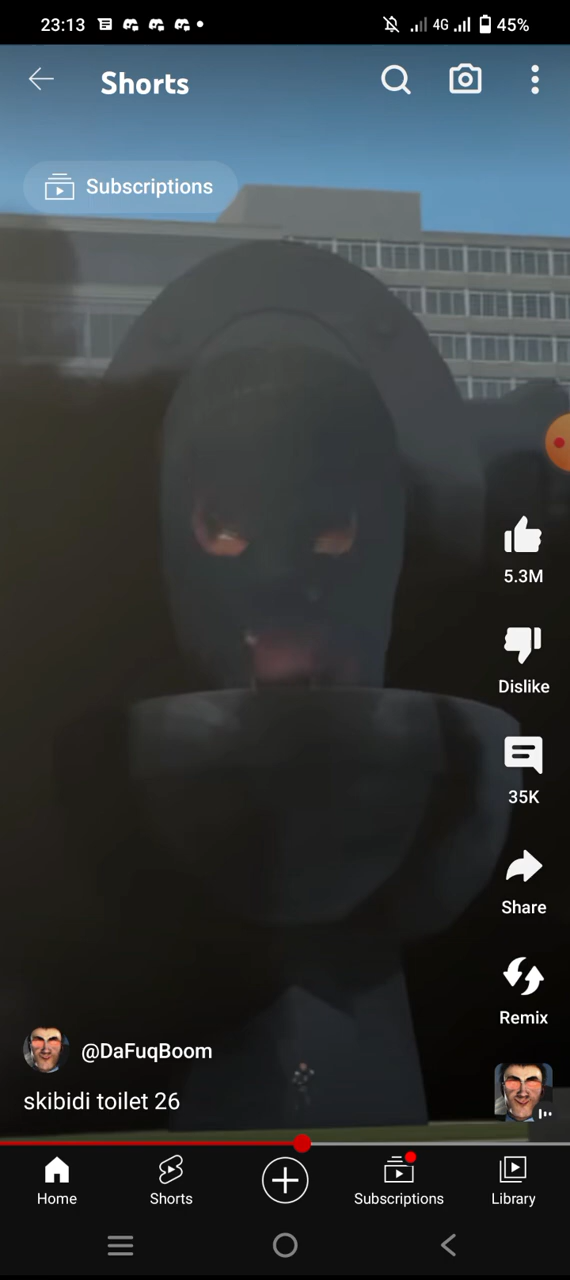 23:13
4G
45%
Shorts
Subscriptions
5.3M
Dislike
35K
Share
Remix
@DaFuqBoom
skibidi toilet 26
Home
Shorts
Subscriptions
Library